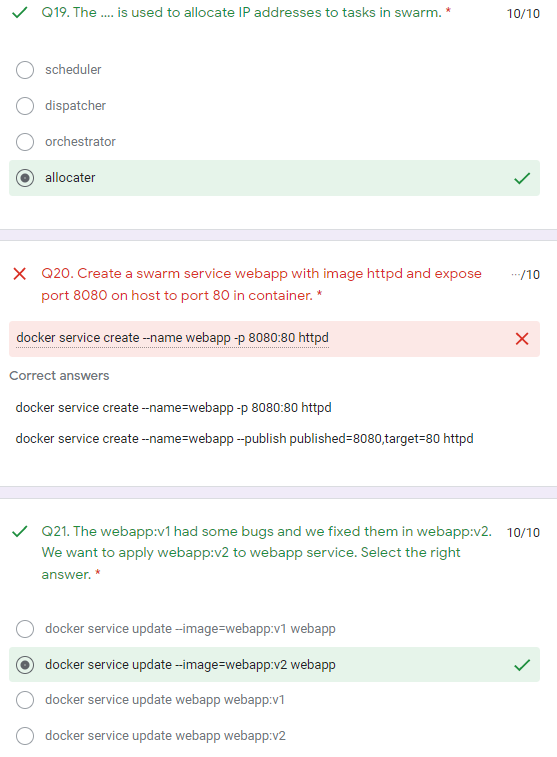 Q19. The .... is used to allocate IP addresses to tasks in swarm. *
10/10
scheduler
dispatcher
orchestrator
allocater
Q20. Create a swarm service webapp with image httpd and expose
port 8080 on host to port 80 in container. *
···/10
docker service create --name webapp -p 8080:80 httpd
Correct answers
docker service create --name=webapp -p 8080:80 httpd
docker service create --name=webapp --publish published=8080,target=80 httpd
Q21. The webapp:v1 had some bugs and we fixed them in webapp:v2.
We want to apply webapp:v2 to webapp service. Select the right
answer. *
10/10
docker service update --image=webapp:v1 webapp
docker service update --image=webapp:v2 webapp
docker service update webapp webapp:v1
docker service update webapp webapp:v2